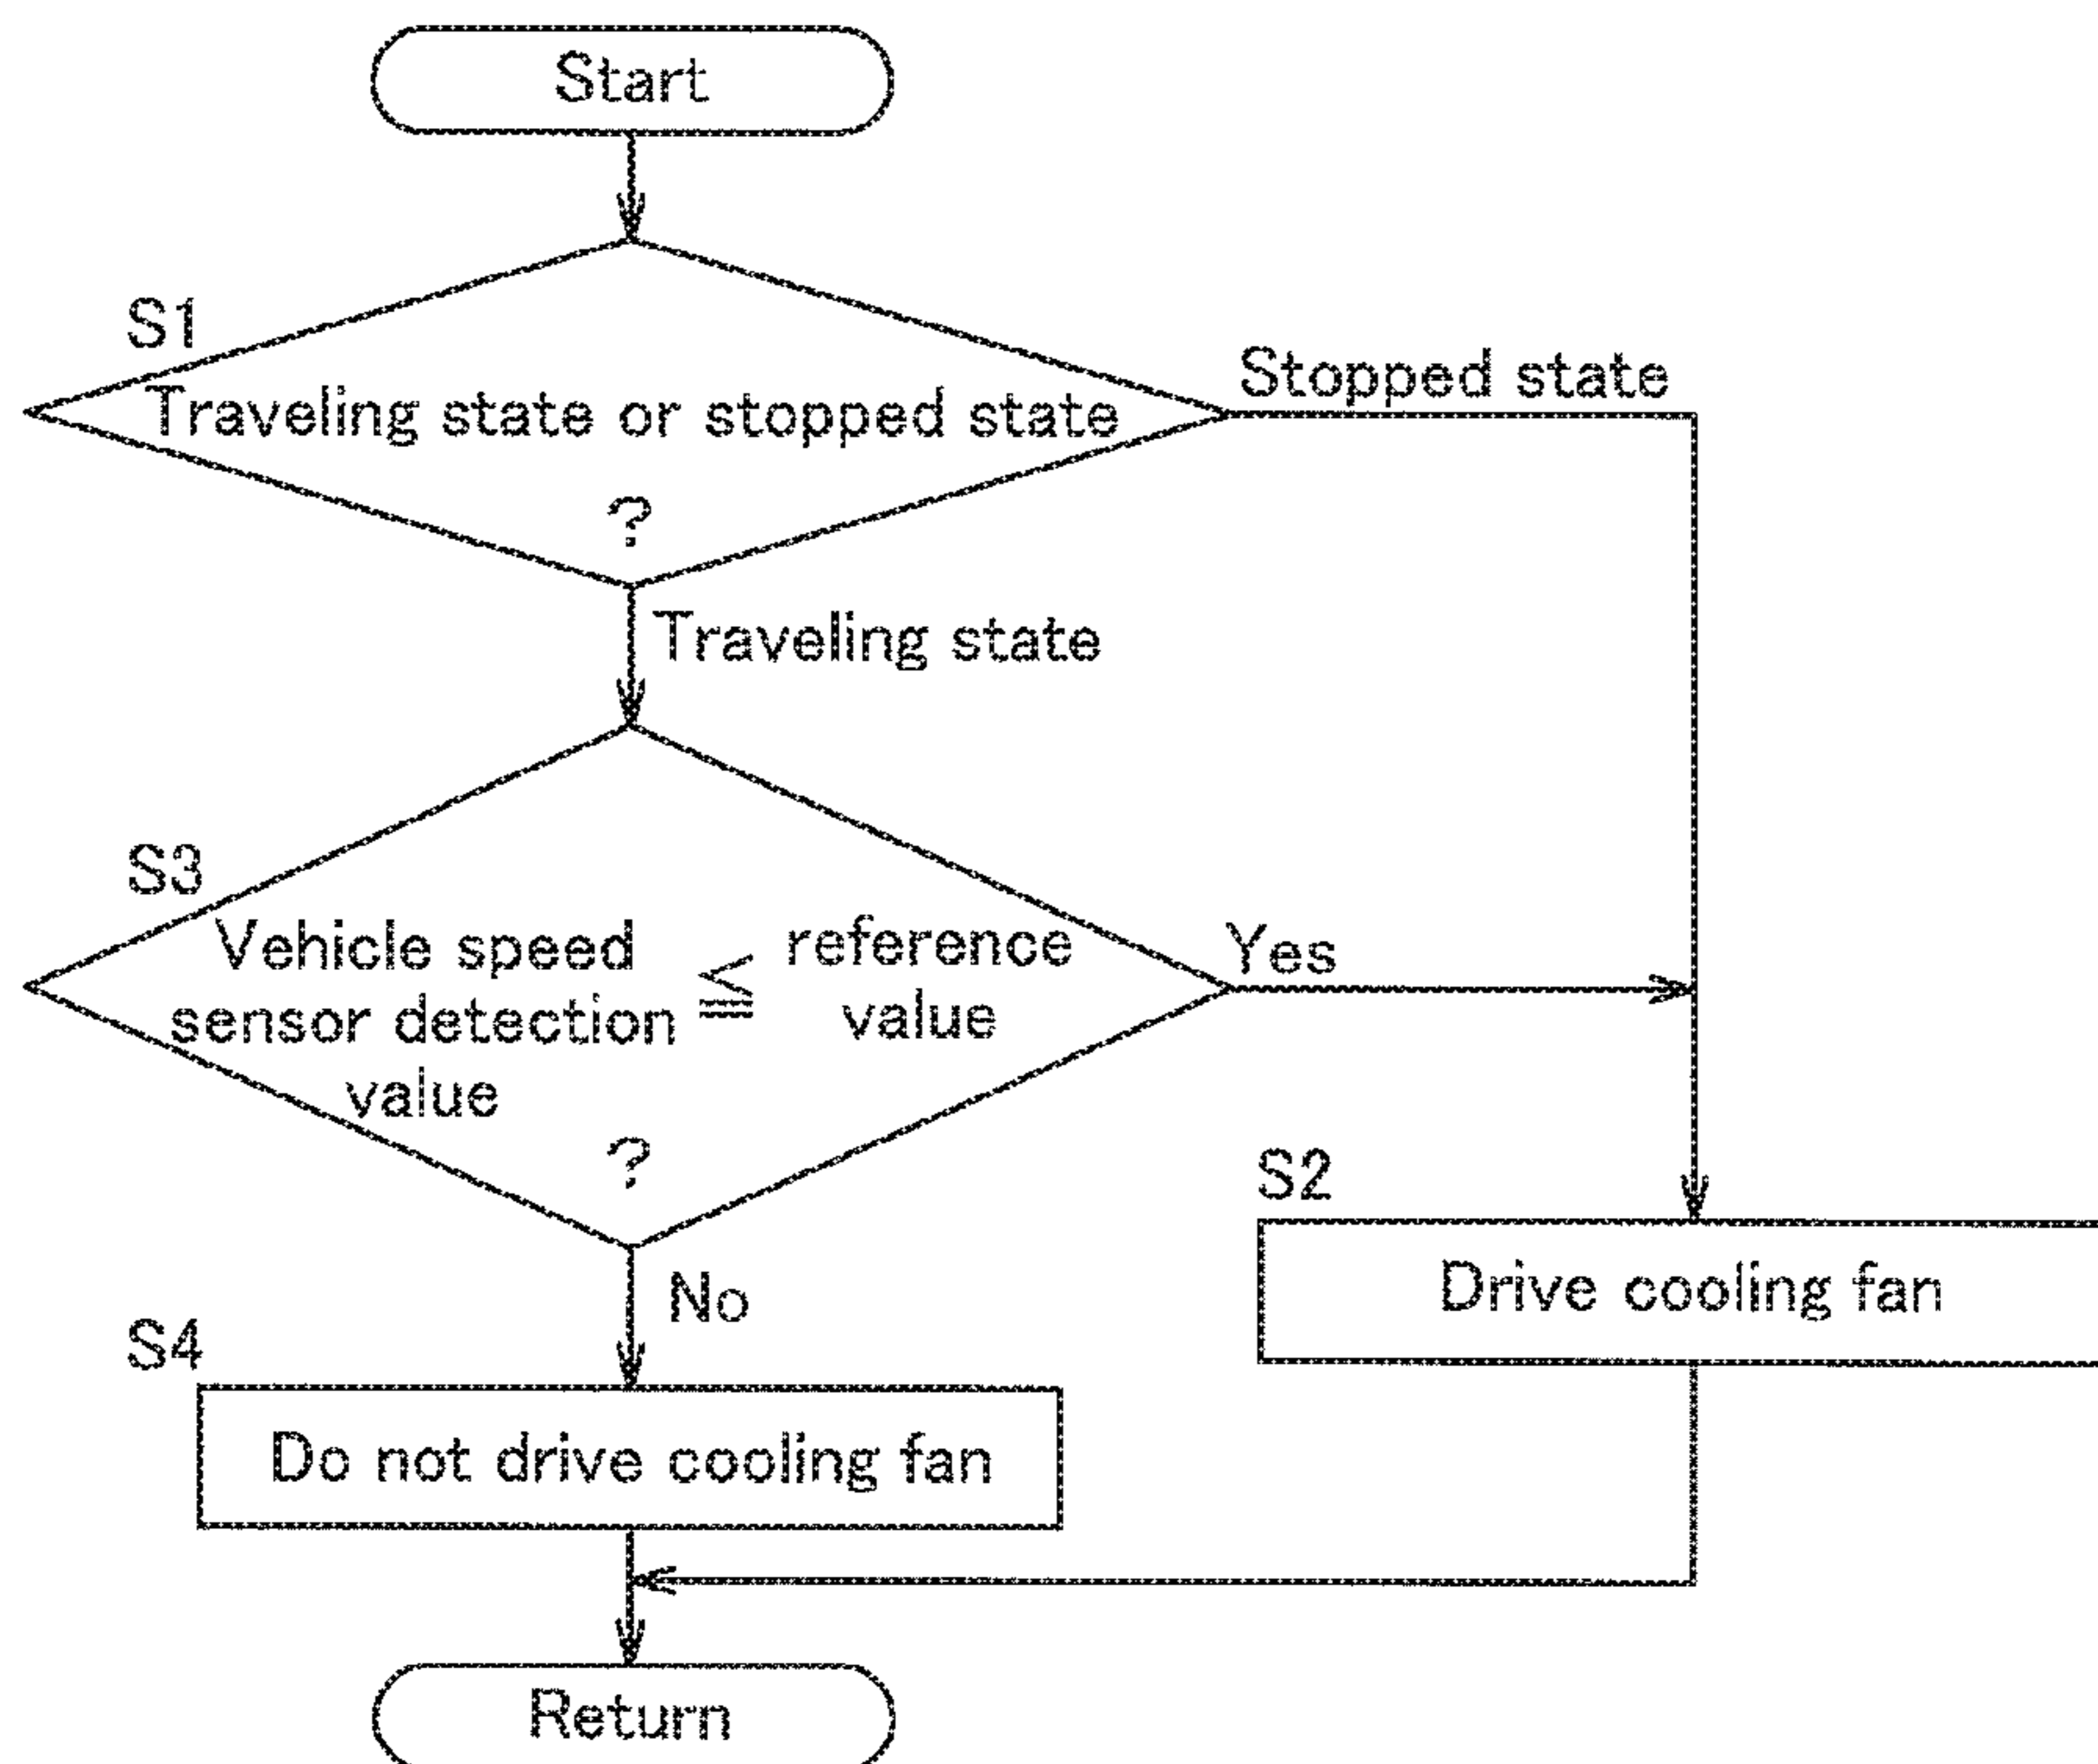 Start
S1
Traveling state or stopped state
?
Stopped state
Traveling state
S3
Vehicle speed
sensor detection
value
≦
reference
value
?
Yes
No
S2
Drive cooling fan
S4
Do not drive cooling fan
Return